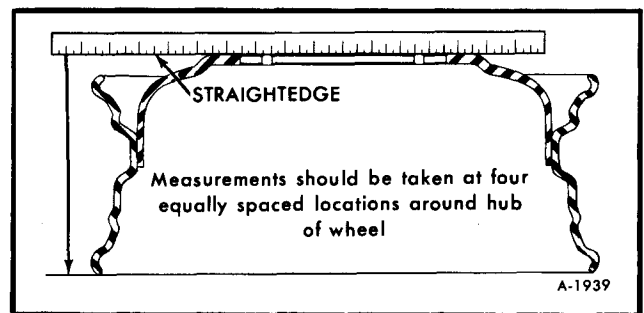 STRAIGHTEDGE
Measurements should be taken at four
equally spaced locations around hub
of wheel
A-1939